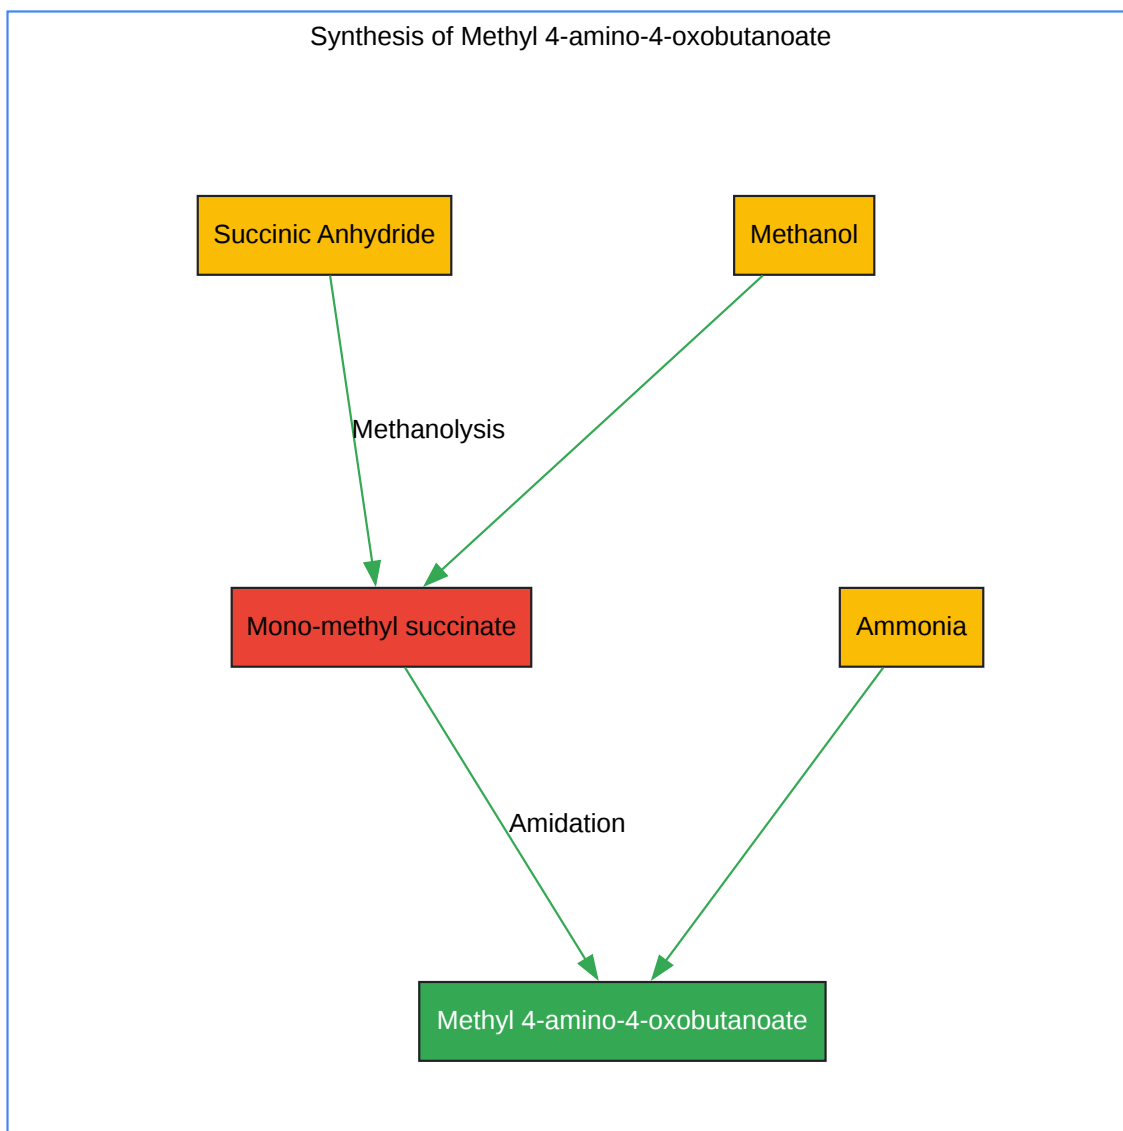 Synthesis of Methyl 4-amino-4-oxobutanoate
Succinic Anhydride
Methanol
Methanolysis
Mono-methyl succinate
Ammonia
Amidation
Methyl 4-amino-4-oxobutanoate